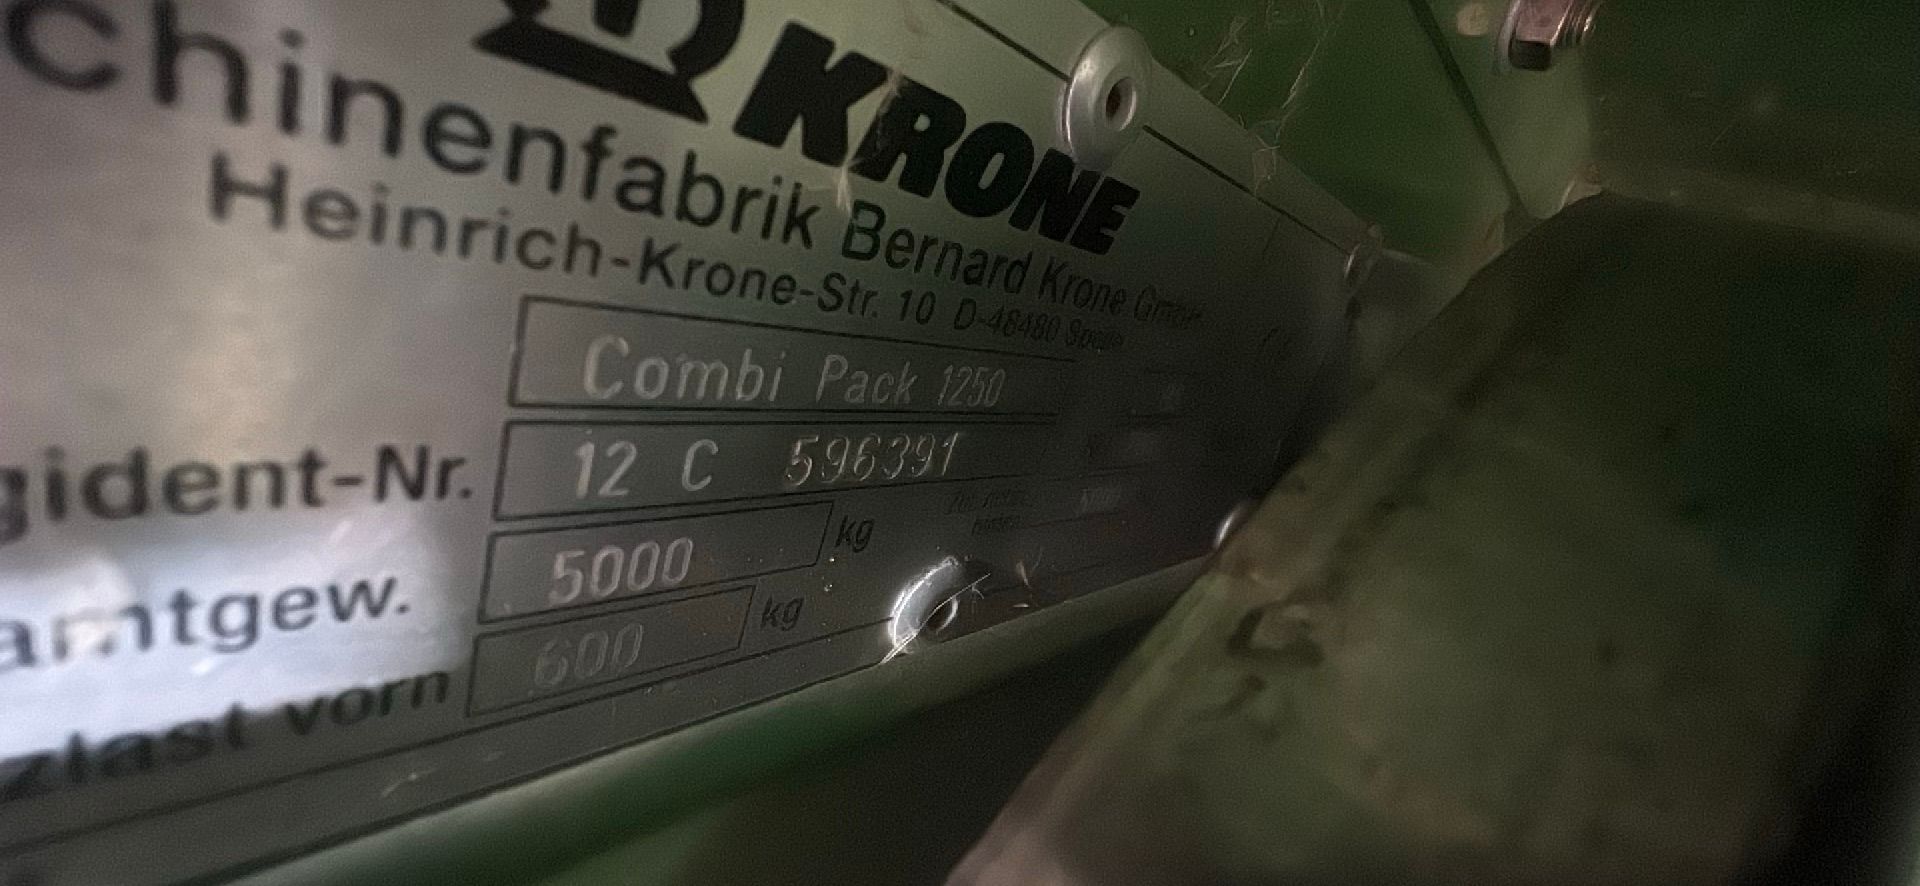 KRONE
chinenfabrik Bernard Krone GmbH
Heinrich-Krone-Str. 10 D-48480 Spelle
Combi Pack 1250
gident-Nr. 12 C 596391
amtgew. 5000 kg
zlast vorn 600 kg